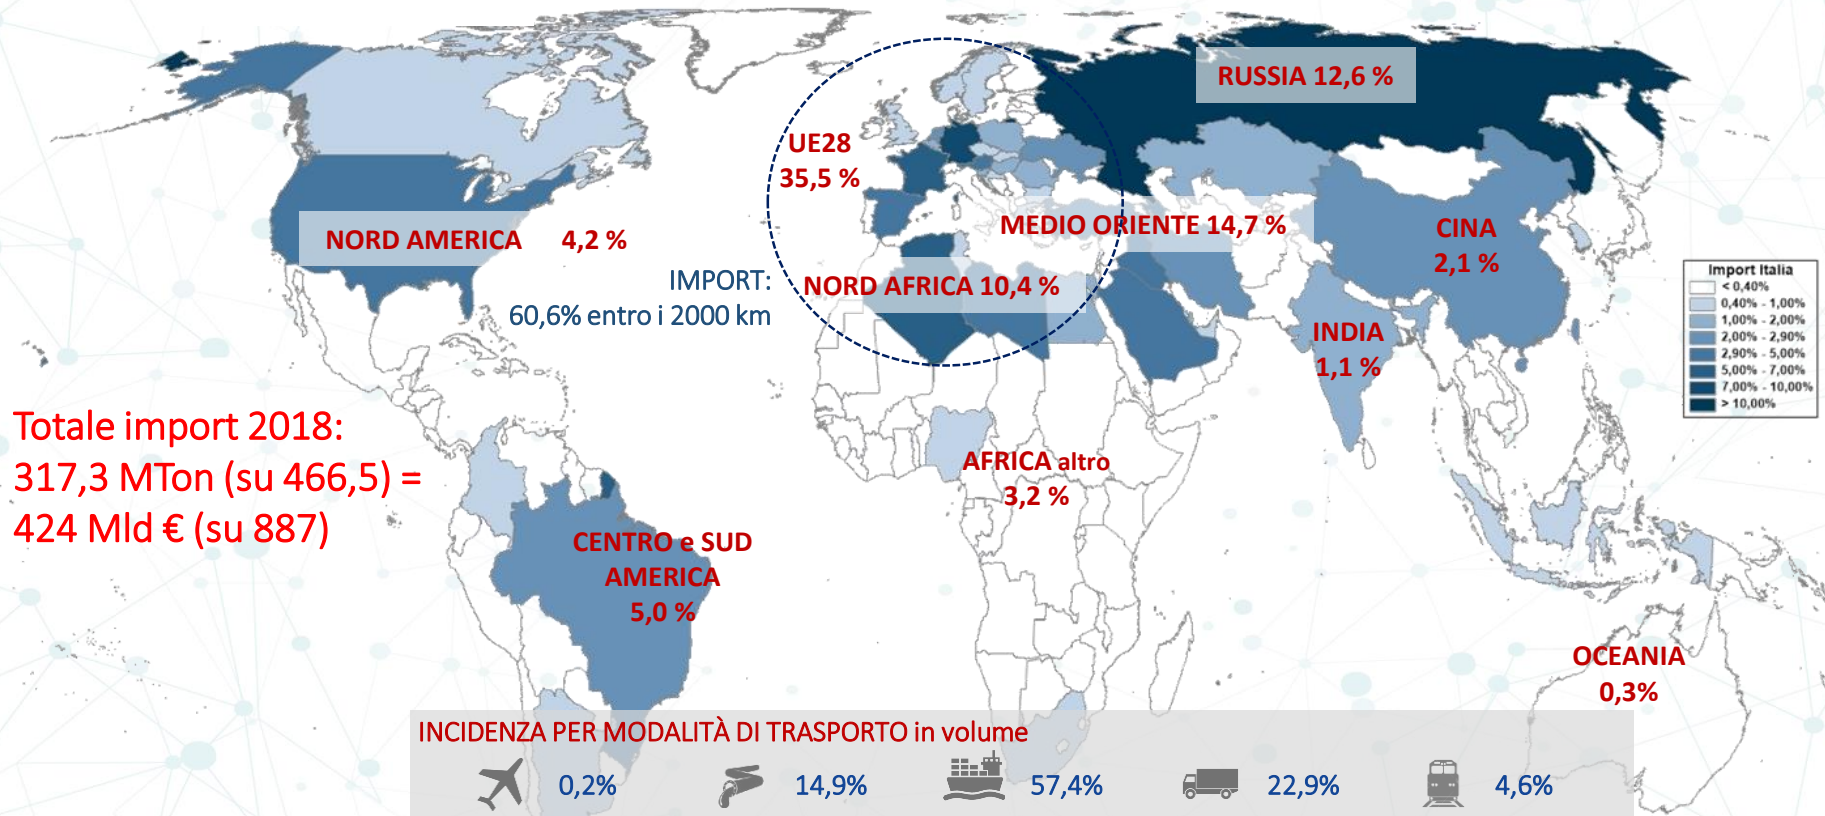 RUSSIA 12,6 %
UE28
35,5 %
NORD AMERICA 4,2 %
MEDIO ORIENTE 14,7 %
CINA
2,1 %
IMPORT:
60,6% entro i 2000 km
NORD AFRICA 10,4 %
INDIA
1,1 %
Import Italia
< 0,40%
0,40% - 1,00%
1,00% - 2,00%
2,00% - 2,90%
2,90% - 5,00%
5,00% - 7,00%
7,00% - 10,00%
> 10,00%
Totale import 2018:
317,3 MTon (su 466,5) =
424 Mld € (su 887)
AFRICA altro
3,2 %
CENTRO e SUD
AMERICA
5,0 %
OCEANIA
0,3%
INCIDENZA PER MODALITÀ DI TRASPORTO in volume
0,2%
14,9%
57,4%
22,9%
4,6%